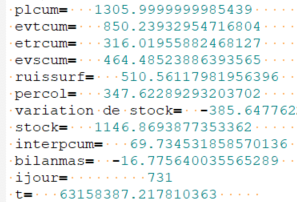 plcum= 1305.9999999985439
evtcum= 850.23932954716804
etrcum= 316.01955882468127
evscum= 464.48523886393565
ruissurf= 510.56117981956396
percol= 347.62289293203702
variation de stock= -385.647762
stock= 1146.8693877353362
interpcum= 69.734531858570136
bilanmas= -16.775640035565289
ijour= 731
t= 63158387.217810363